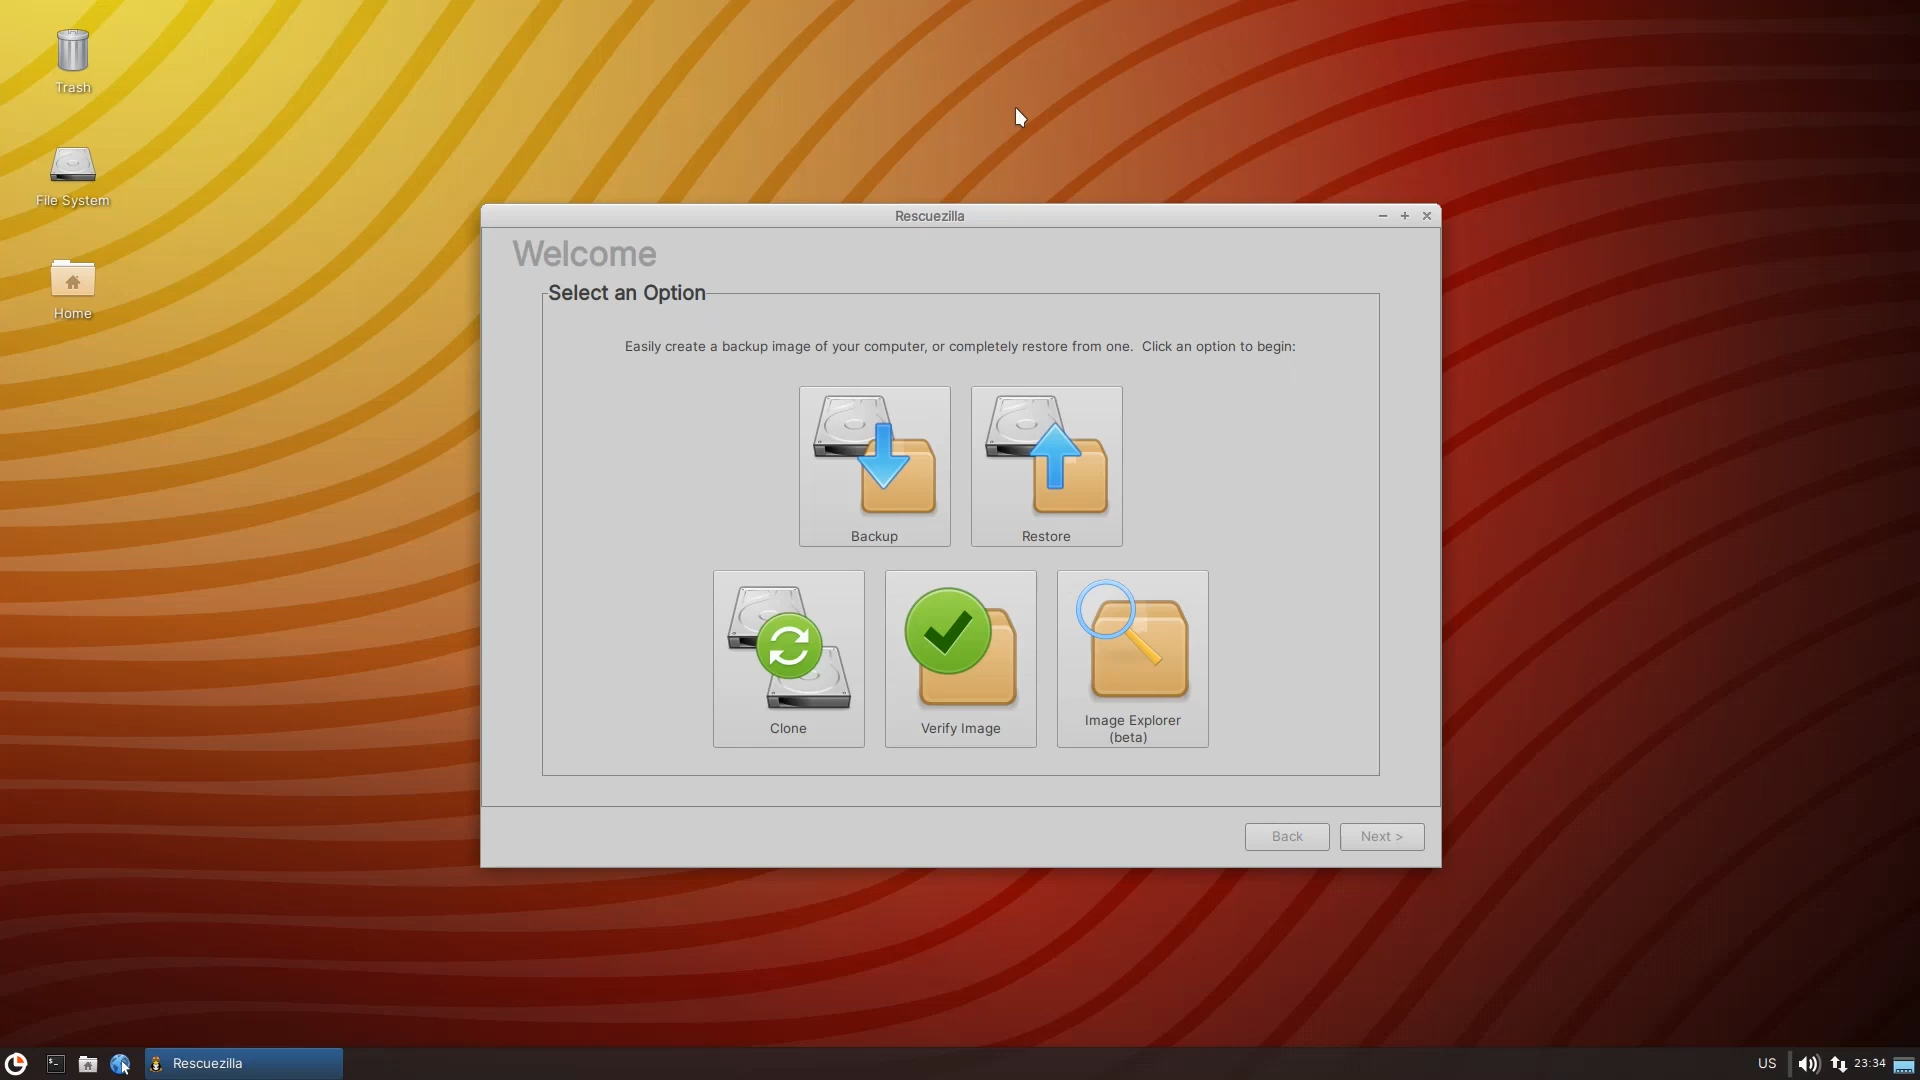 Trash
File System
Home
Rescuezilla
Welcome
Select an Option
Easily create a backup image of your computer, or completely restore from one.  Click an option to begin:
Backup
Restore
Clone
Verify Image
Image Explorer
(beta)
Back
Next >
Rescuezilla
US
23:34